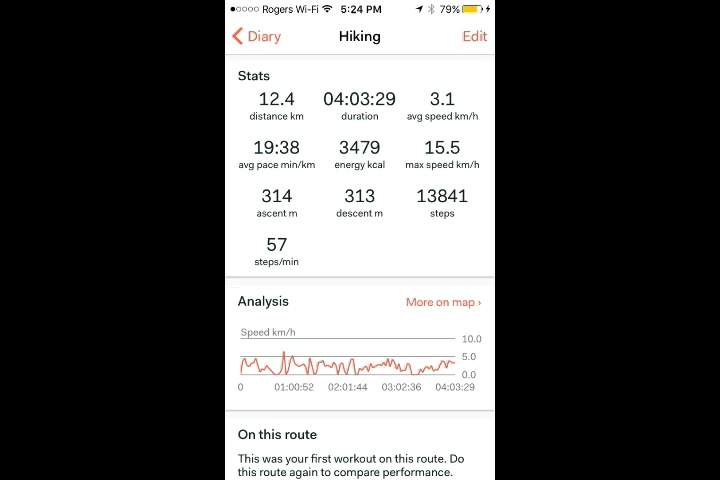 Rogers Wi-Fi 5:24 PM 79%
Diary Hiking Edit
Stats
12.4 04:03:29 3.1
distance km duration avg speed km/h
19:38 3479 15.5
avg pace min/km energy kcal max speed km/h
314 313 13841
ascent m descent m steps
57
steps/min
Analysis More on map ›
Speed km/h
10.0
5.0
0.0
0 01:00:52 02:01:44 03:02:36 04:03:29
On this route
This was your first workout on this route. Do
this route again to compare performance.